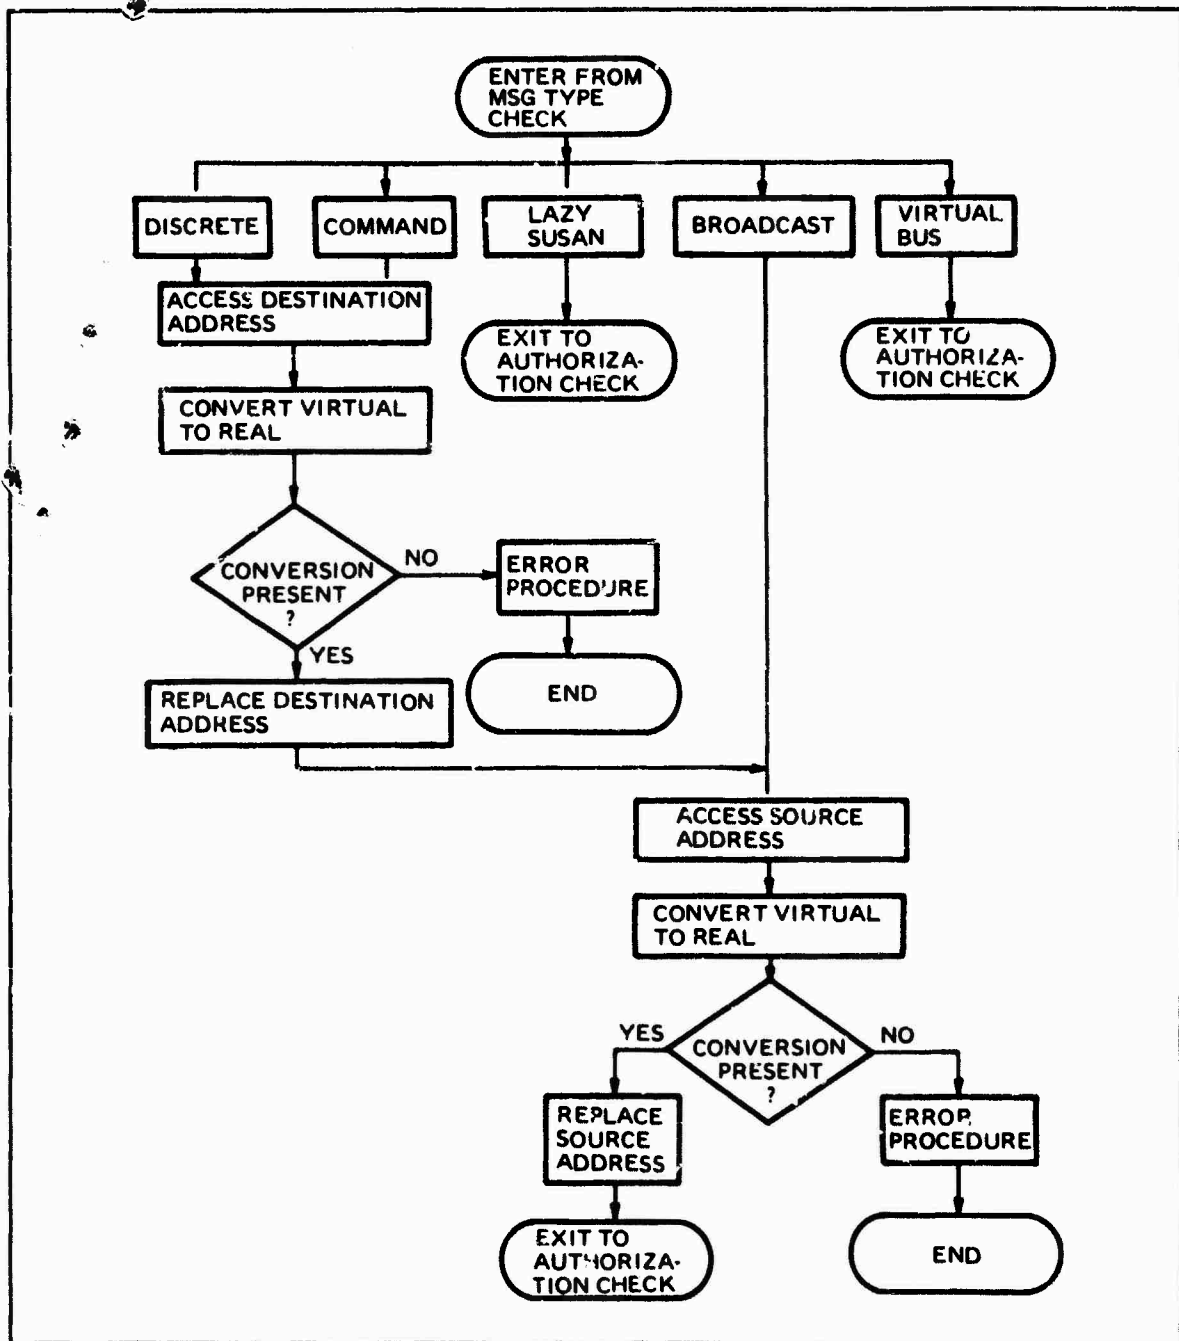 ENTER FROM
MSG TYPE
CHECK
DISCRETE
COMMAND
LAZY
SUSAN
BROADCAST
VIRTUAL
BUS
ACCESS DESTINATION
ADDRESS
EXIT TO
AUTHORIZA-
TION CHECK
EXIT TO
AUTHORIZA-
TION CHECK
CONVERT VIRTUAL
TO REAL
CONVERSION
PRESENT
?
NO
ERROR
PROCEDURE
YES
END
REPLACE DESTINATION
ADDRESS
ACCESS SOURCE
ADDRESS
CONVERT VIRTUAL
TO REAL
YES
CONVERSION
PRESENT
?
NO
REPLACE
SOURCE
ADDRESS
ERROR
PROCEDURE
EXIT TO
AUTHORIZA-
TION CHECK
END